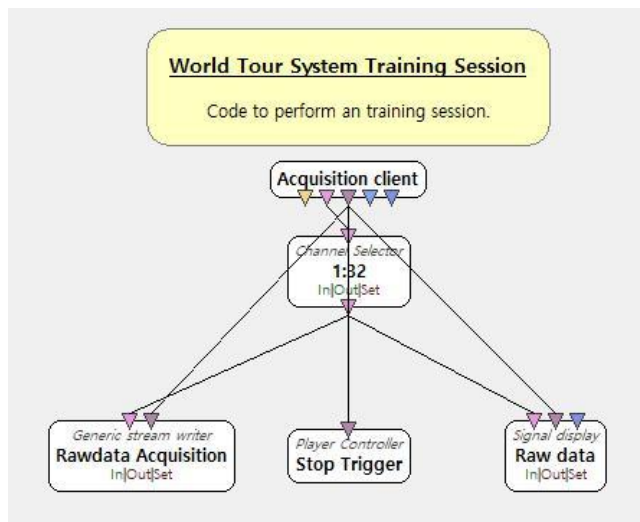 World Tour System Training Session
Code to perform an training session.
Acquisition client
Channel Selector
1:32
In|Out|Set
Generic stream writer
Rawdata Acquisition
In|Out|Set
Player Controller
Stop Trigger
Signal display
Raw data
In|Out|Set